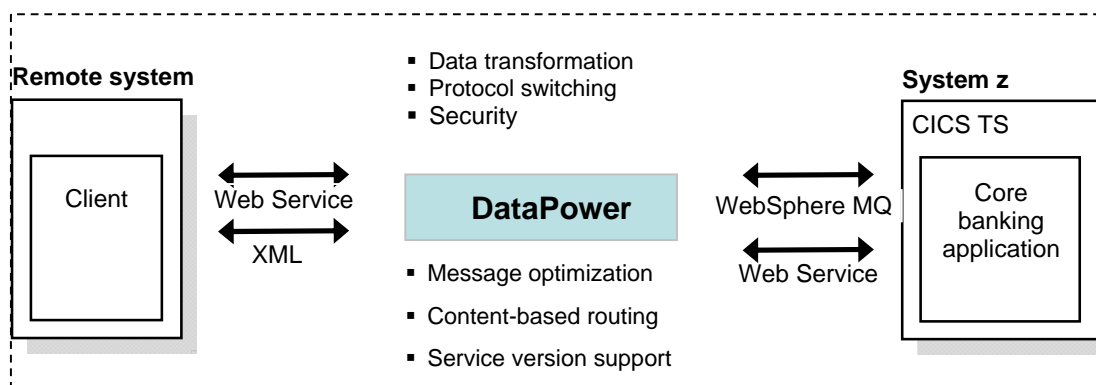 ▪ Data transformation
▪ Protocol switching
▪ Security
Remote system
Client
Web Service
XML
DataPower
▪ Message optimization
▪ Content-based routing
▪ Service version support
WebSphere MQ
Web Service
System z
CICS TS
Core
banking
application